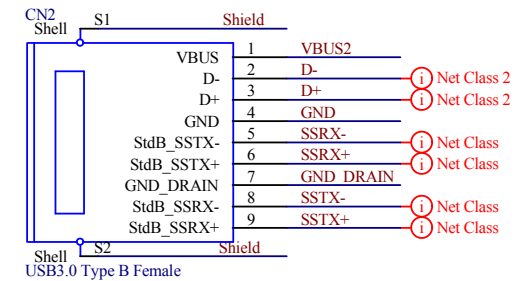 CN2
Shell S1 Shield
VBUS 1 VBUS2
D- 2 D- i Net Class 2
D+ 3 D+ i Net Class 2
GND 4 GND
StdB_SSTX- 5 SSRX- i Net Class
StdB_SSTX+ 6 SSRX+ i Net Class
GND_DRAIN 7 GND_DRAIN
StdB_SSRX- 8 SSTX- i Net Class
StdB_SSRX+ 9 SSTX+ i Net Class
Shell S2 Shield
USB3.0 Type B Female